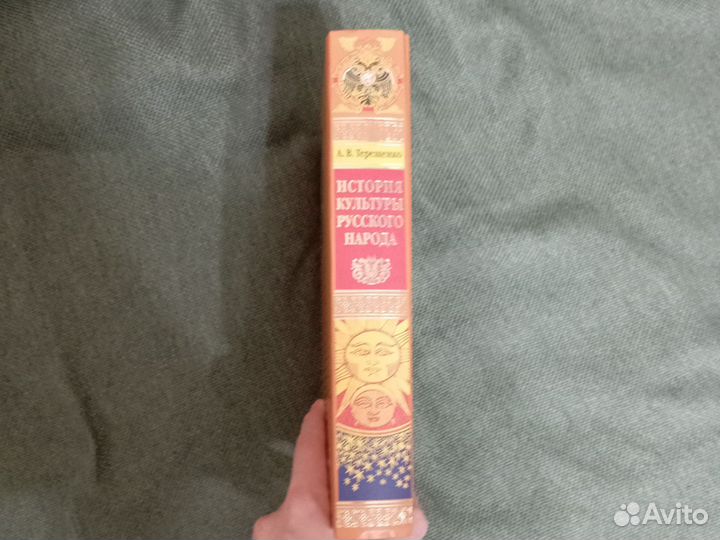 А. В. Терещенко
ИСТОРИЯ
КУЛЬТУРЫ
РУССКОГО
НАРОДА
Avito